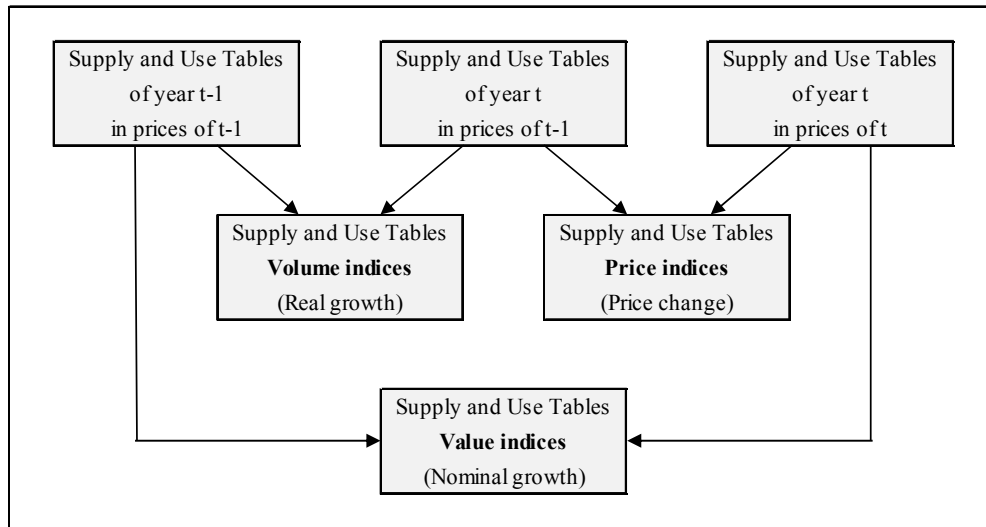 Supply and Use Tables
of year t-1
in prices of t-1
Supply and Use Tables
of year t
in prices of t-1
Supply and Use Tables
of year t
in prices of t
Supply and Use Tables
Volume indices
(Real growth)
Supply and Use Tables
Price indices
(Price change)
Supply and Use Tables
Value indices
(Nominal growth)